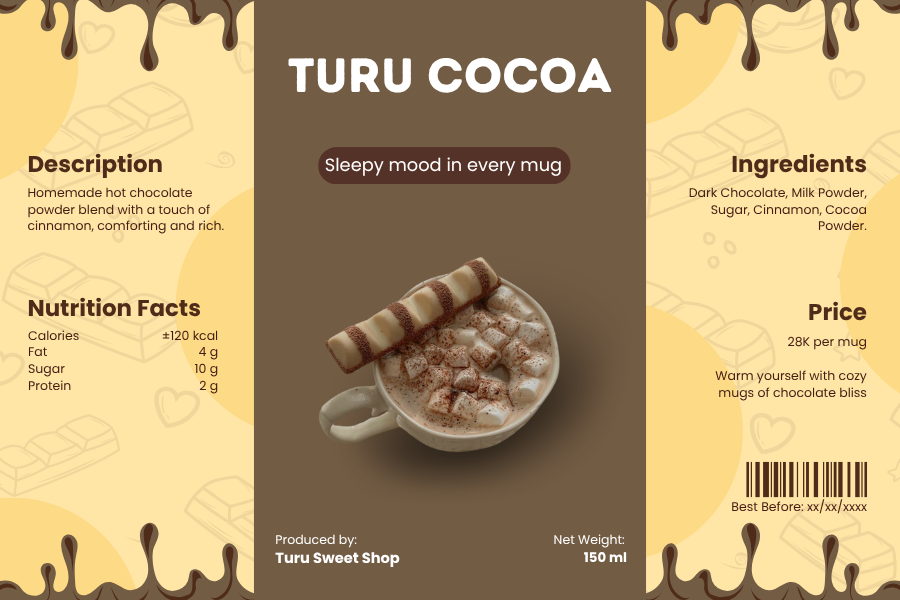 TURU COCOA
Sleepy mood in every mug
Description
Homemade hot chocolate
powder blend with a touch of
cinnamon, comforting and rich.
Nutrition Facts
Calories ±120 kcal
Fat 4 g
Sugar 10 g
Protein 2 g
Produced by:
Turu Sweet Shop
Net Weight:
150 ml
Ingredients
Dark Chocolate, Milk Powder,
Sugar, Cinnamon, Cocoa
Powder.
Price
28K per mug
Warm yourself with cozy
mugs of chocolate bliss
Best Before: xx/xx/xxxx